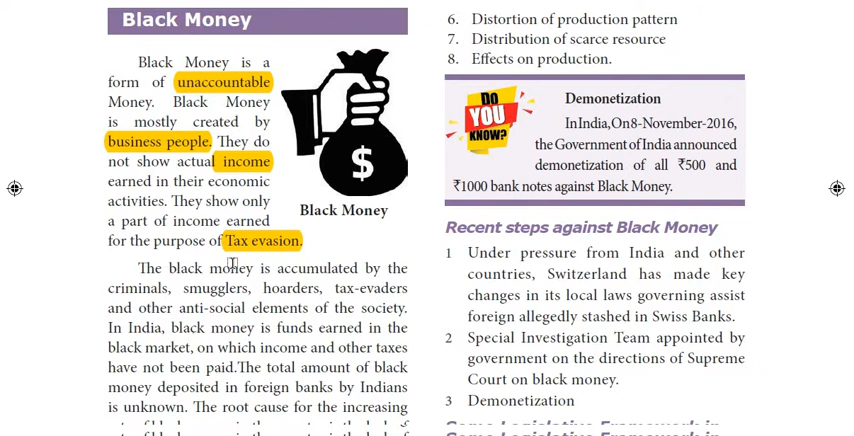 Black Money
Black Money is a
form of unaccountable
Money. Black Money
is mostly created by
business people. They do
not show actual income
earned in their economic
activities. They show only
a part of income earned
for the purpose of Tax evasion.
$
Black Money
The black money is accumulated by the
criminals, smugglers, hoarders, tax-evaders
and other anti-social elements of the society.
In India, black money is funds earned in the
black market, on which income and other taxes
have not been paid.The total amount of black
money deposited in foreign banks by Indians
is unknown. The root cause for the increasing
6. Distortion of production pattern
7. Distribution of scarce resource
8. Effects on production.
DO
YOU
KNOW?
Demonetization
In India, On 8-November-2016,
the Government of India announced
demonetization of all ₹500 and
₹1000 bank notes against Black Money.
Recent steps against Black Money
1 Under pressure from India and other
countries, Switzerland has made key
changes in its local laws governing assist
foreign allegedly stashed in Swiss Banks.
2 Special Investigation Team appointed by
government on the directions of Supreme
Court on black money.
3 Demonetization